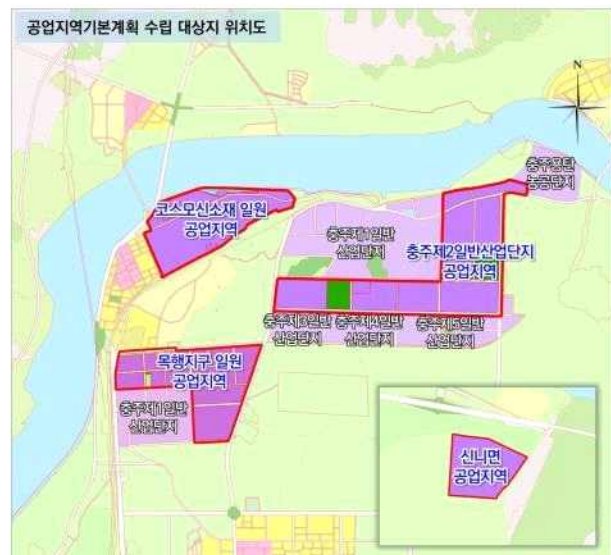 공업지역기본계획 수립 대상지 위치도
N
충주용탄
농공단지
코스모신소재 일원
공업지역
충주제1일반
산업단지
충주제2일반산업단지
공업지역
충주제3일반
산업단지
충주제4일반
산업단지
충주제5일반
산업단지
목행지구 일원
공업지역
충주제1일반
산업단지
신니면
공업지역